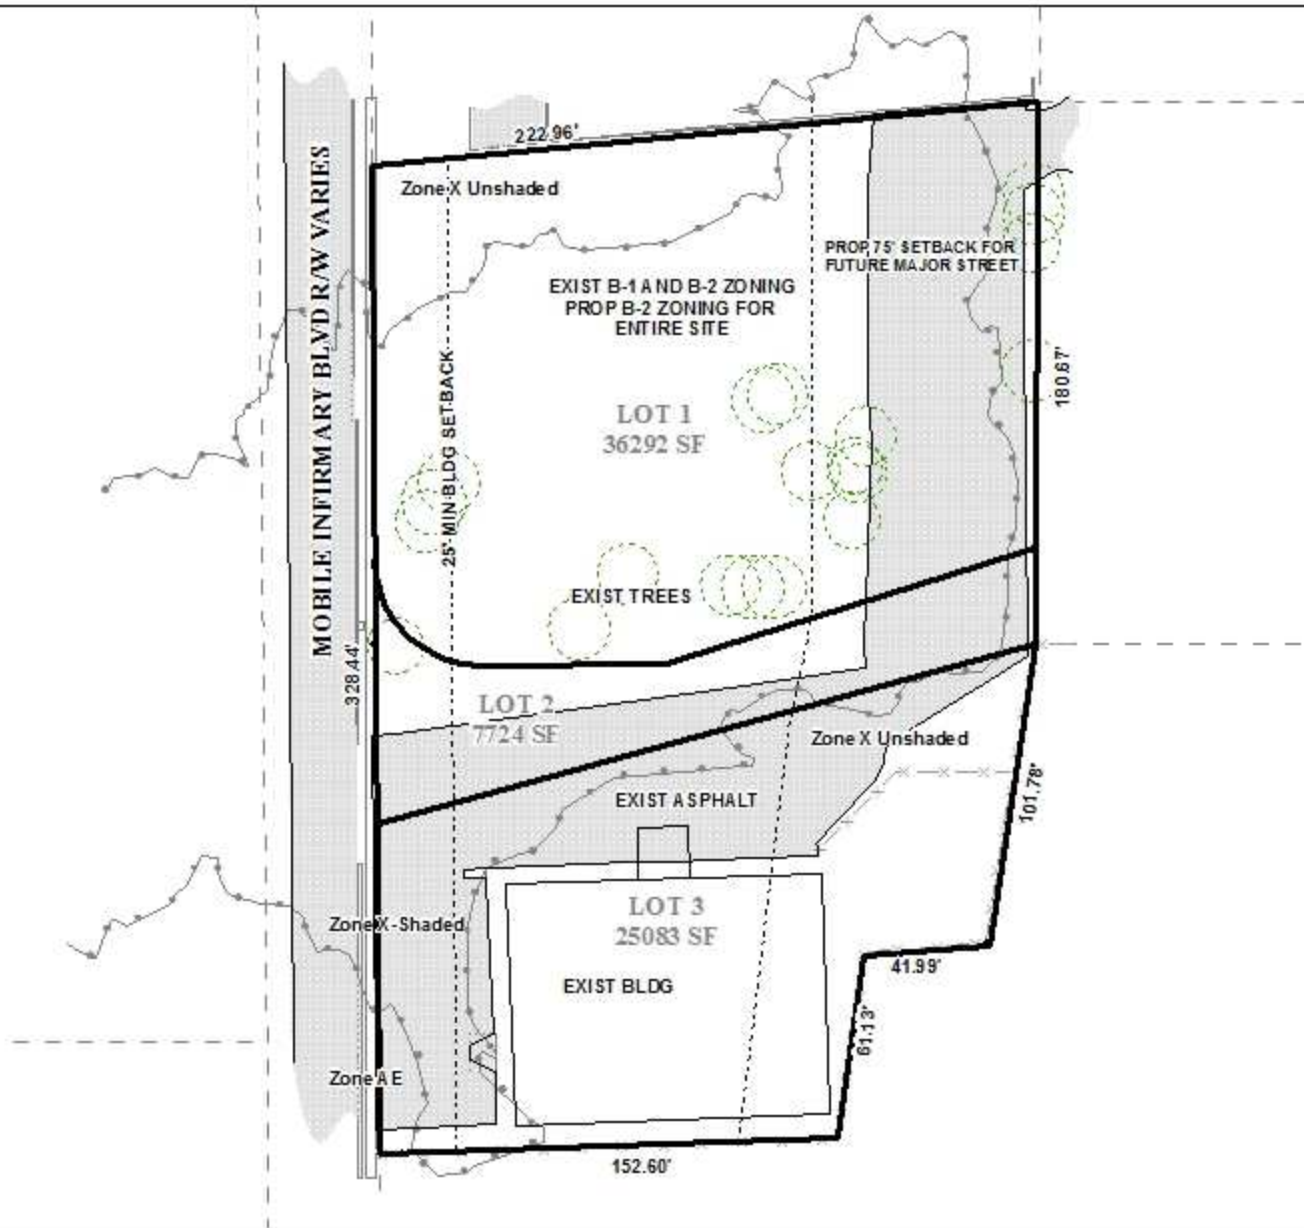 222.96'
Zone X Unshaded
MOBILE INFIRMARY BLVD R/W VARIES
PROP 75' SETBACK FOR
FUTURE MAJOR STREET
EXIST B-1 AND B-2 ZONING
PROP B-2 ZONING FOR
ENTIRE SITE
180.67'
25' MIN BLDG SETBACK
LOT 1
36292 SF
EXIST TREES
328.44'
LOT 2
7724 SF
Zone X Unshaded
101.78'
EXIST ASPHALT
LOT 3
25083 SF
Zone X-Shaded
41.99'
EXIST BLDG
61.13'
Zone AE
152.60'